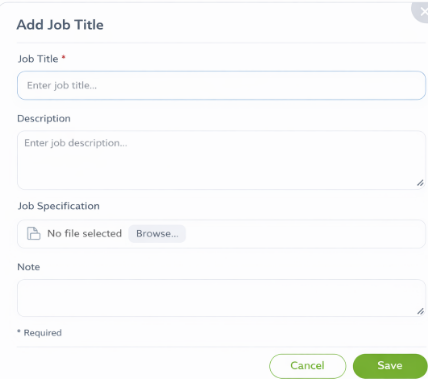 Add Job Title
Job Title *
Enter job title...
Description
Enter job description...
Job Specification
No file selected Browse...
Note
* Required
Cancel Save